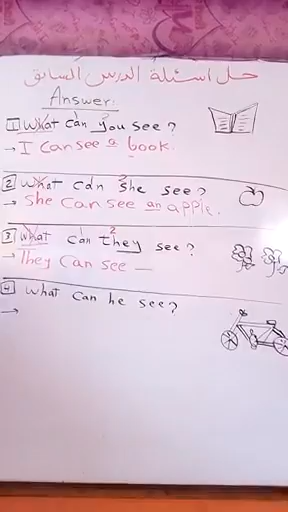 حل اسئلة الدرس السابق
Answer:
1 What can you see?
→ I can see a book.
2 What can she see?
→ She can see an apple.
3 What can they see?
→ They can see —
4 What can he see?
→